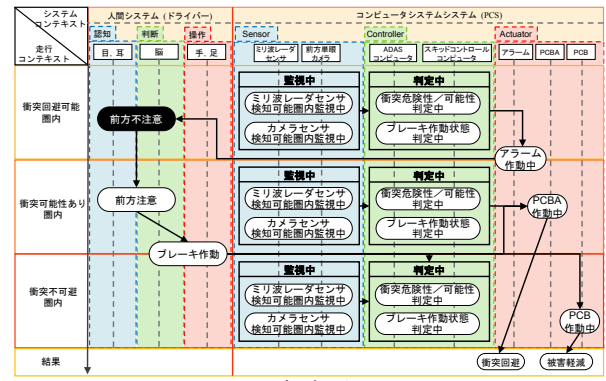 システム
コンテキスト
走行
コンテキスト
人間システム (ドライバー)
コンピュータシステムシステム (PCS)
認知
判断
操作
Sensor
Controller
Actuator
目、耳
脳
手、足
ミリ波レーダ
センサ
前方単眼
カメラ
ADAS
コンピュータ
スキッドコントロール
コンピュータ
アラーム
PCBA
PCB
衝突回避可能
圏内
前方不注意
監視中
ミリ波レーダセンサ
検知可能圏内監視中
カメラセンサ
検知可能圏内監視中
判定中
衝突危険性／可能性
判定中
ブレーキ作動状態
判定中
アラーム
作動中
衝突可能性あり
圏内
前方注意
ブレーキ作動
監視中
ミリ波レーダセンサ
検知可能圏内監視中
カメラセンサ
検知可能圏内監視中
判定中
衝突危険性／可能性
判定中
ブレーキ作動状態
判定中
PCBA
作動中
衝突不可避
圏内
監視中
ミリ波レーダセンサ
検知可能圏内監視中
カメラセンサ
検知可能圏内監視中
判定中
衝突危険性／可能性
判定中
ブレーキ作動状態
判定中
PCB
作動中
結果
衝突回避
被害軽減